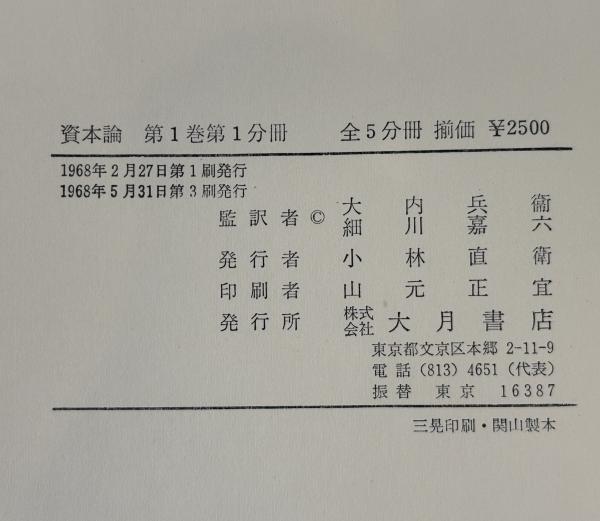 資本論 第1巻第1分冊 全5分冊 揃価 ¥2500
1968年2月27日第1刷発行
1968年5月31日第3刷発行
監訳者 © 大内兵衞
細川嘉六
発行者 小林直衛
印刷者 山元正宜
発行所 株式会社 大月書店
東京都文京区本郷 2-11-9
電話 (813) 4651 (代表)
振替 東京 16387
三晃印刷・関山製本